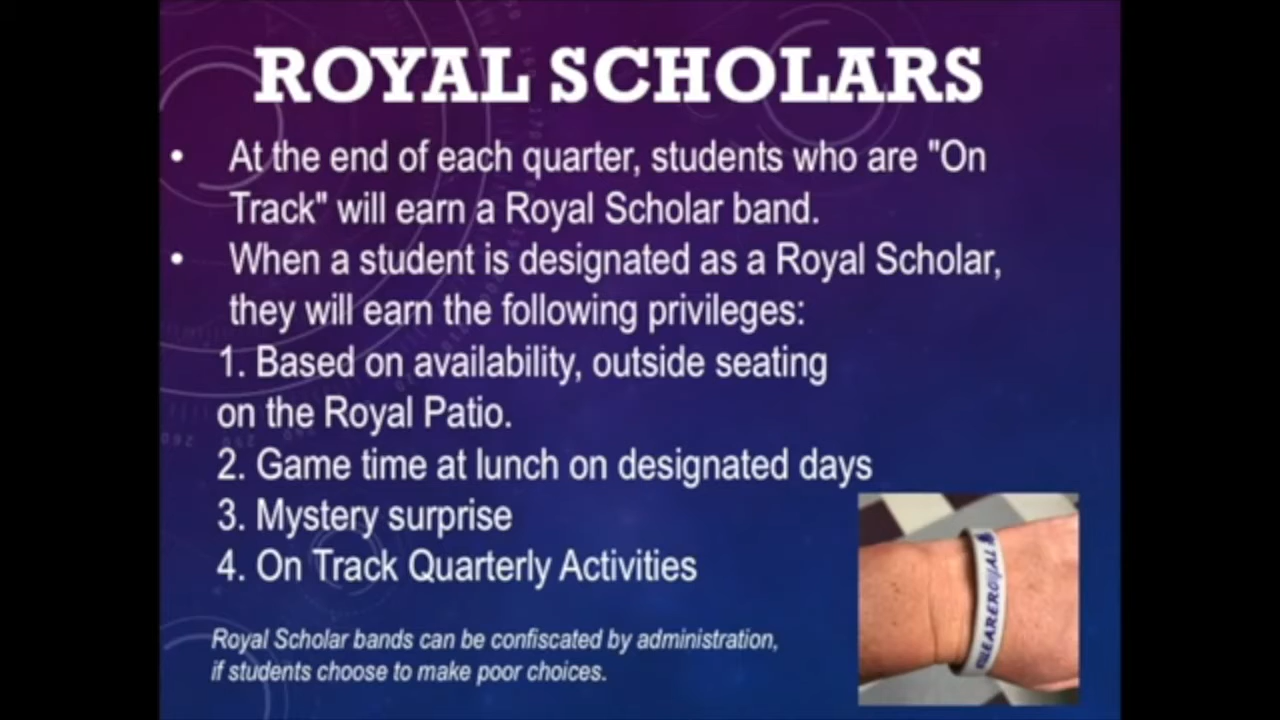 ROYAL SCHOLARS
• At the end of each quarter, students who are "On
Track" will earn a Royal Scholar band.
• When a student is designated as a Royal Scholar,
they will earn the following privileges:
1. Based on availability, outside seating
on the Royal Patio.
2. Game time at lunch on designated days
3. Mystery surprise
4. On Track Quarterly Activities
Royal Scholar bands can be confiscated by administration,
if students choose to make poor choices.